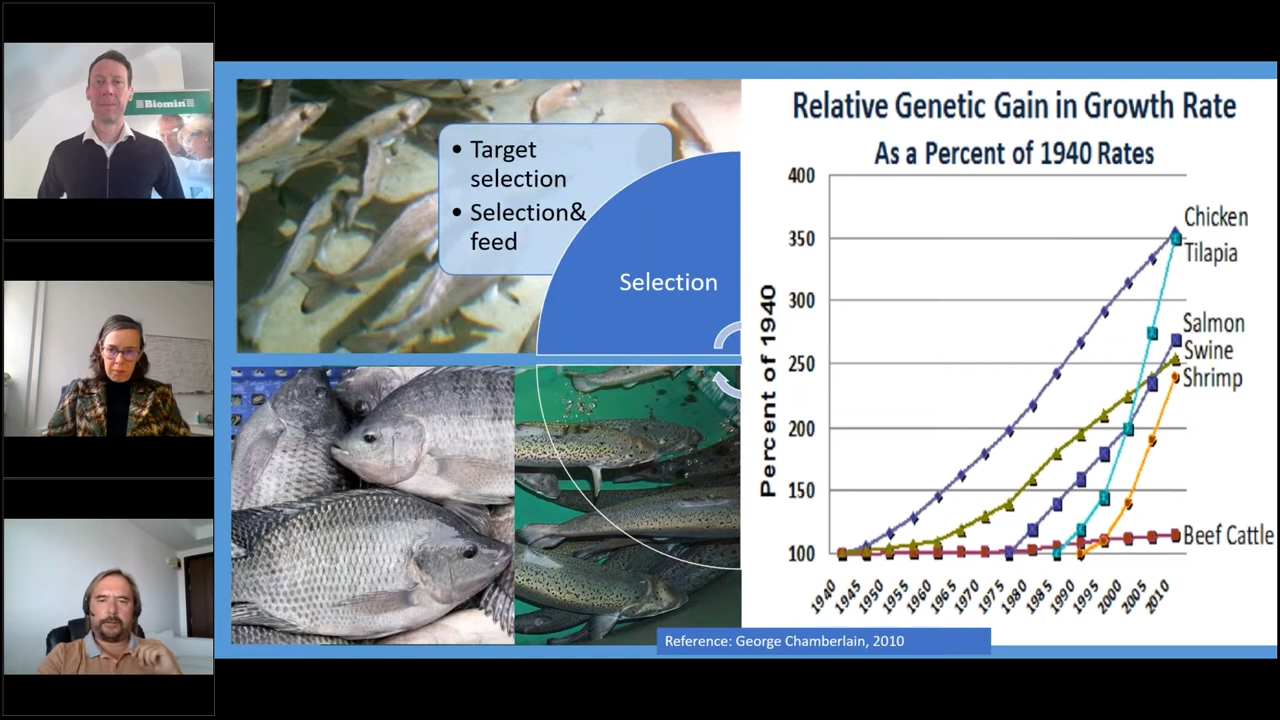 Biomin
• Target
selection
• Selection&
feed
Selection
Relative Genetic Gain in Growth Rate
As a Percent of 1940 Rates
Percent of 1940
400
350
300
250
200
150
100
Chicken
Tilapia
Salmon
Swine
Shrimp
Beef Cattle
1940 1945 1950 1955 1960 1965 1970 1975 1980 1985 1990 1995 2000 2005 2010
Reference: George Chamberlain, 2010